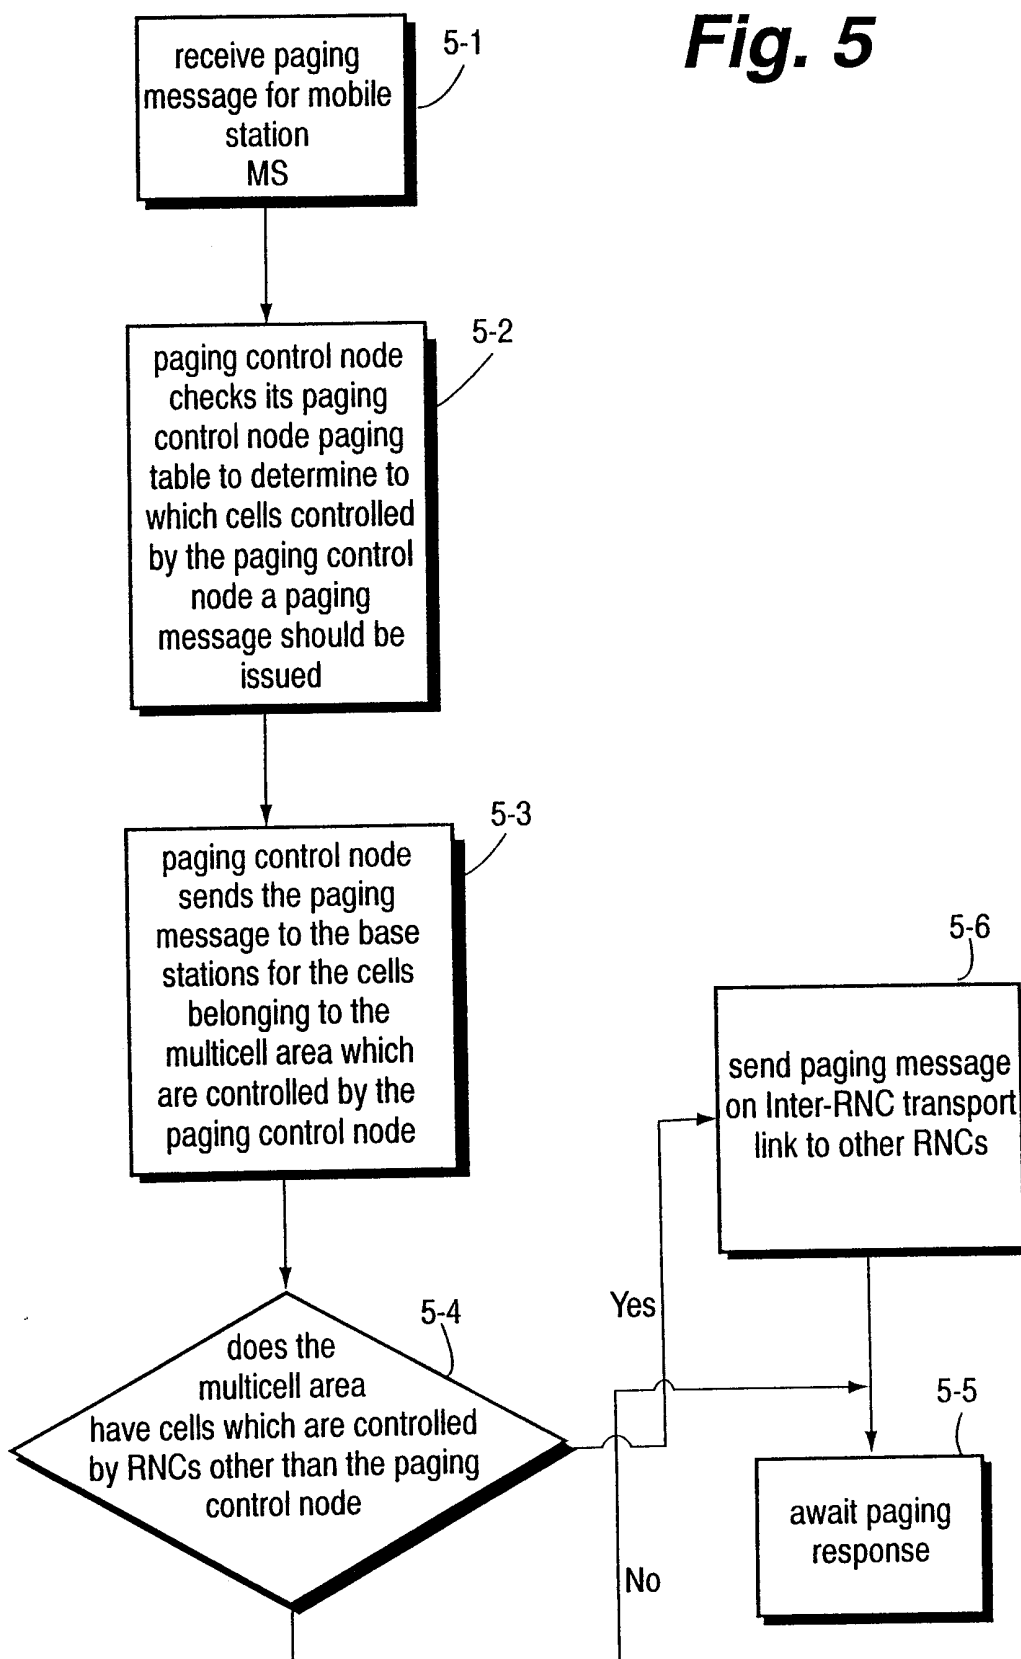 Fig. 5
5-1
receive paging
message for mobile
station
MS
5-2
paging control node
checks its paging
control node paging
table to determine to
which cells controlled
by the paging control
node a paging
message should be
issued
5-3
paging control node
sends the paging
message to the base
stations for the cells
belonging to the
multicell area which
are controlled by the
paging control node
5-6
send paging message
on Inter-RNC transport
link to other RNCs
Yes
5-4
does the
multicell area
have cells which are controlled
by RNCs other than the paging
control node
5-5
await paging
response
No